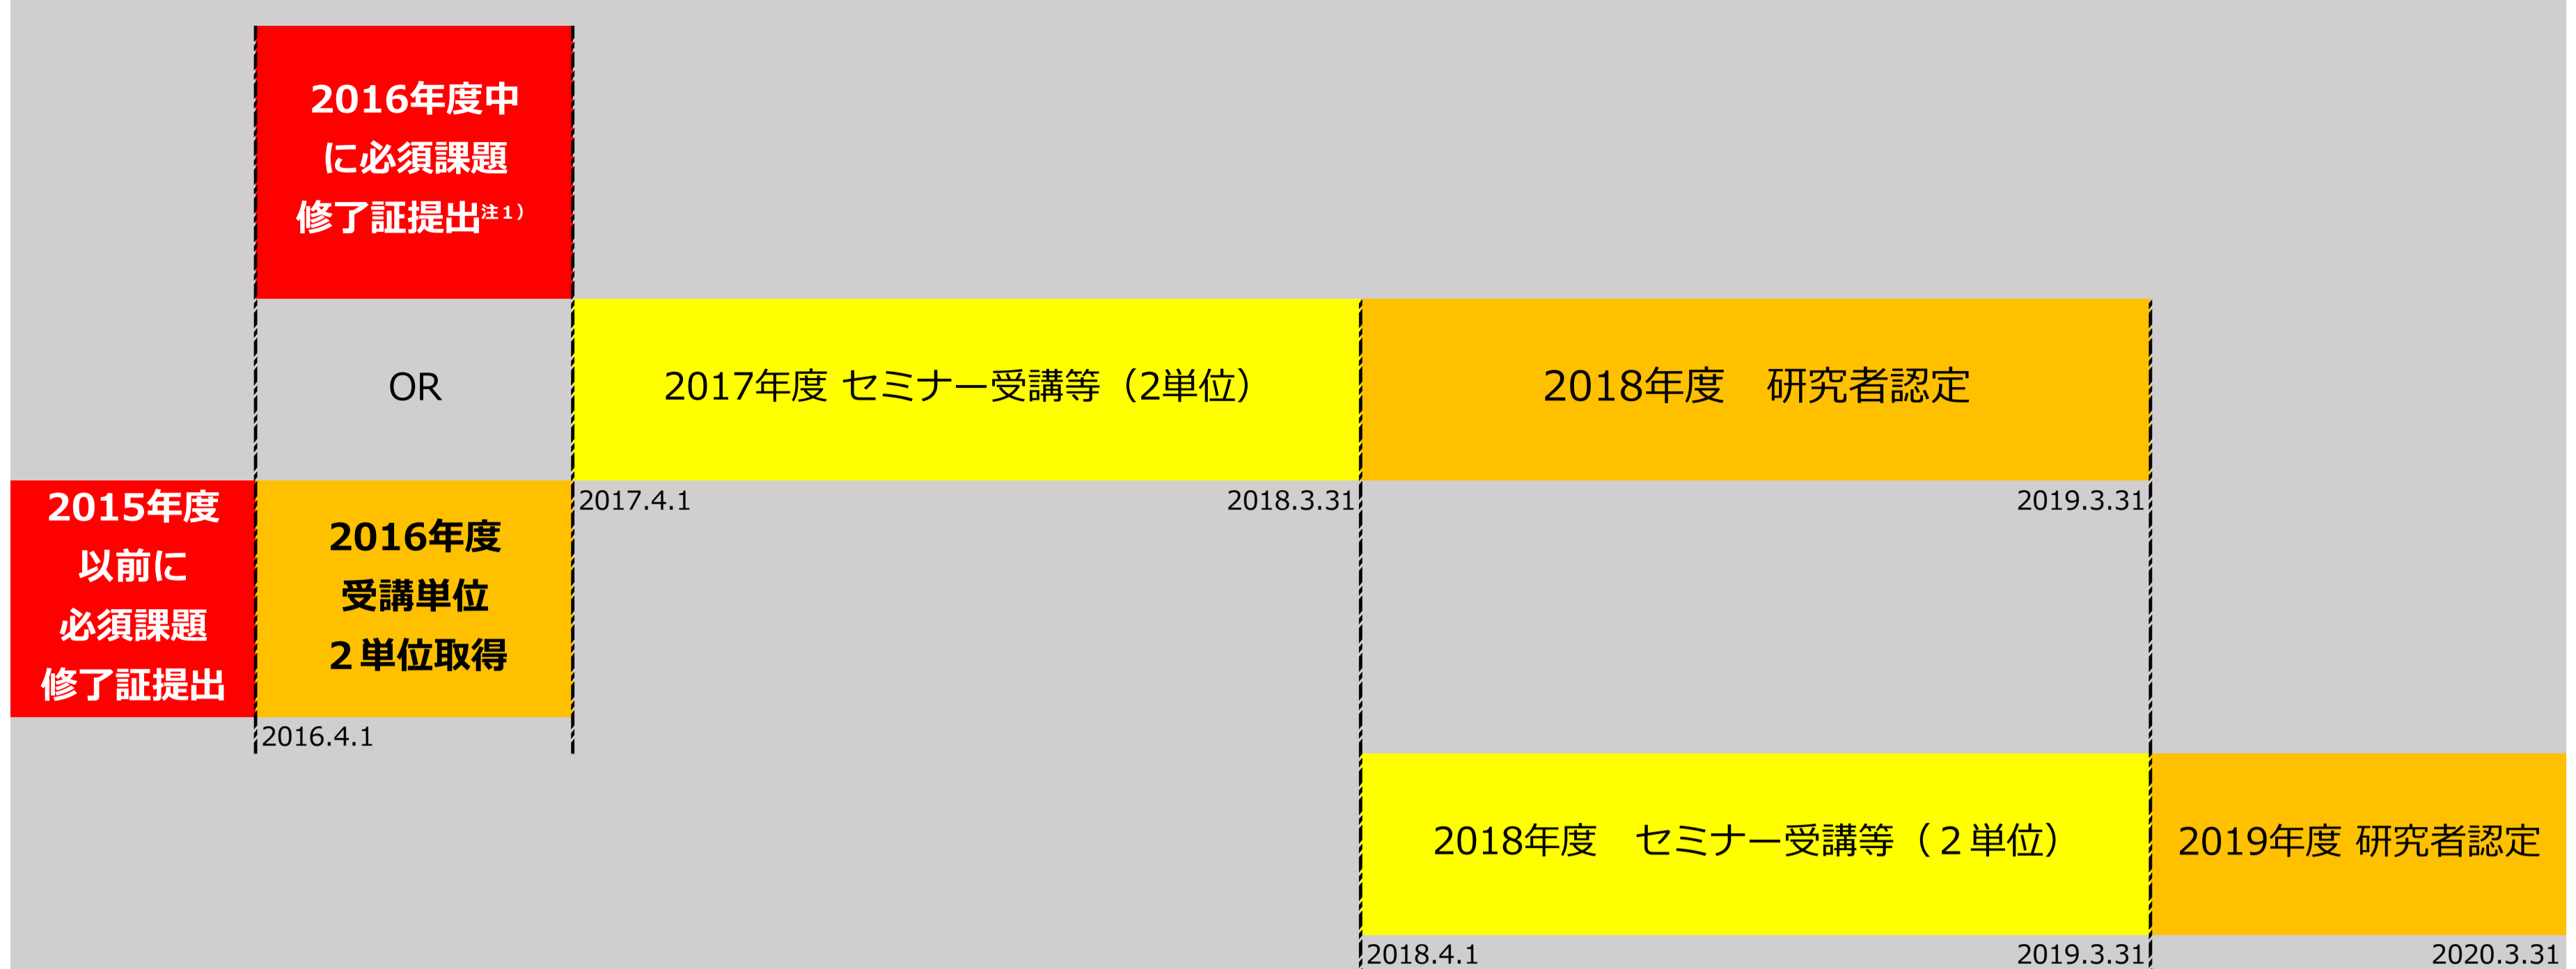 2016年度中
に必須課題
修了証提出注１）
OR
2017年度 セミナー受講等（2単位）
2018年度　研究者認定
2017.4.1
2018.3.31
2019.3.31
2015年度
以前に
必須課題
修了証提出
2016年度
受講単位
２単位取得
2016.4.1
2018年度　セミナー受講等（２単位）
2019年度 研究者認定
2018.4.1
2019.3.31
2020.3.31